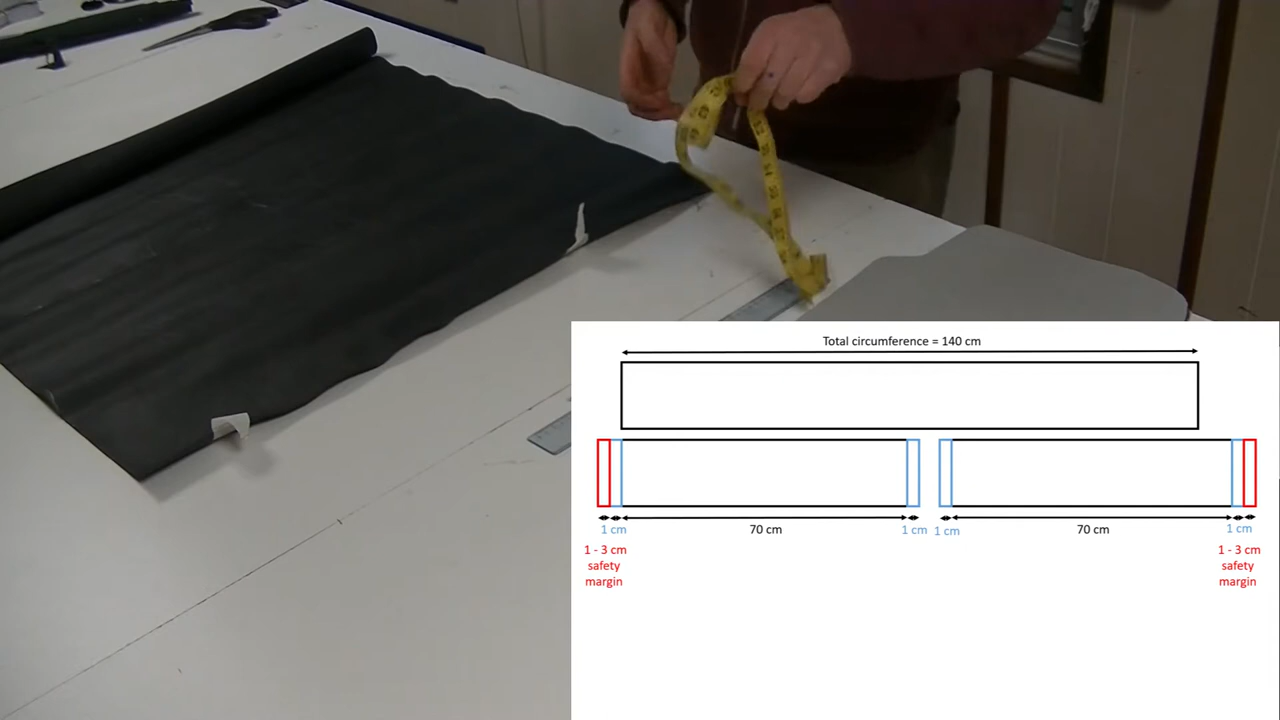 Total circumference = 140 cm
1 cm
70 cm
1 cm
1 cm
70 cm
1 cm
1 - 3 cm
safety
margin
1 - 3 cm
safety
margin